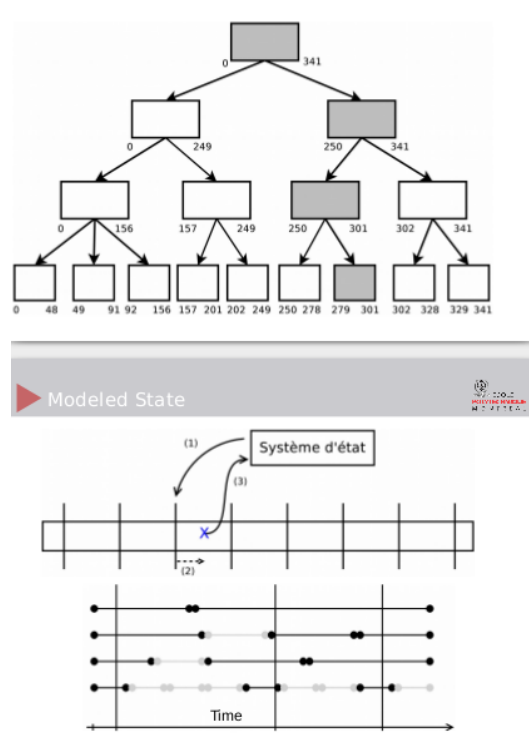 0 341
0 249 250 341
0 156 157 249 250 301 302 341
0 48 49 91 92 156 157 201 202 249 250 278 279 301 302 328 329 341
Modeled State
POLYTECHNIQUE
MONTRÉAL
(1) Système d'état
(3)
X
(2)
Time